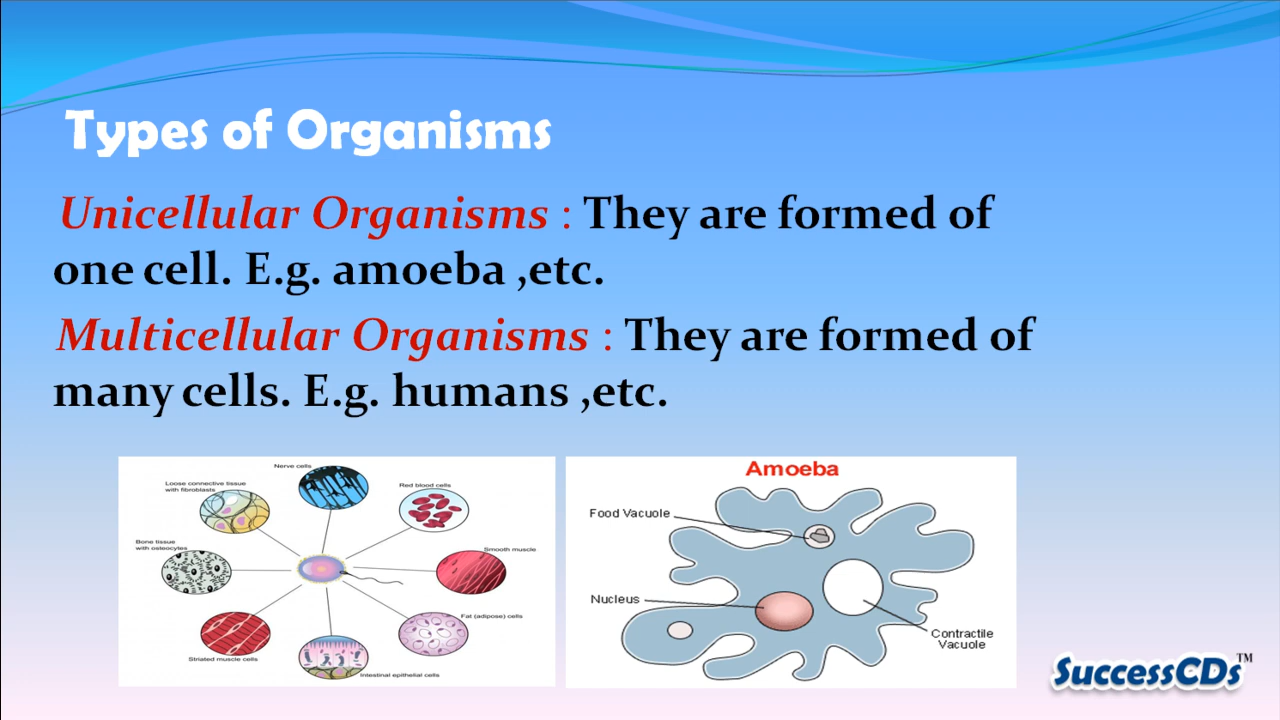 Types of Organisms
Unicellular Organisms : They are formed of
one cell. E.g. amoeba ,etc.
Multicellular Organisms : They are formed of
many cells. E.g. humans ,etc.
Nerve cells
Loose connective tissue
with fibroblasts
Red blood cells
Bone tissue
with osteocytes
Smooth muscle
Fat (adipose) cells
Striated muscle cells
Intestinal epithelial cells
Amoeba
Food Vacuole
Nucleus
Contractile
Vacuole
SuccessCDs™